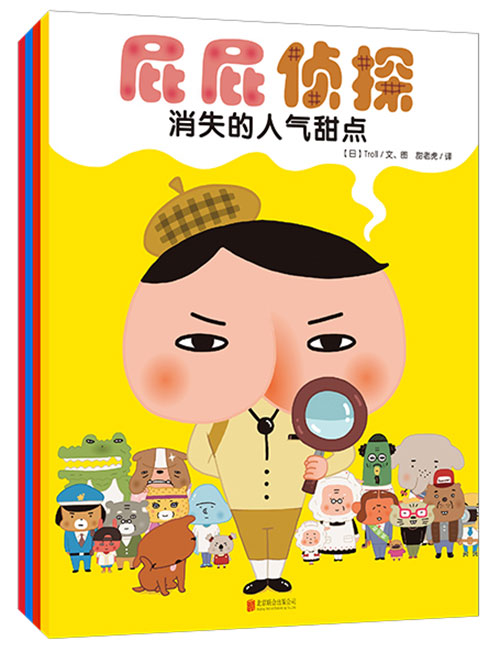 屁屁侦探
消失的人气甜点
【日】Troll / 文、图 甜老虎 / 译
北京联合出版公司